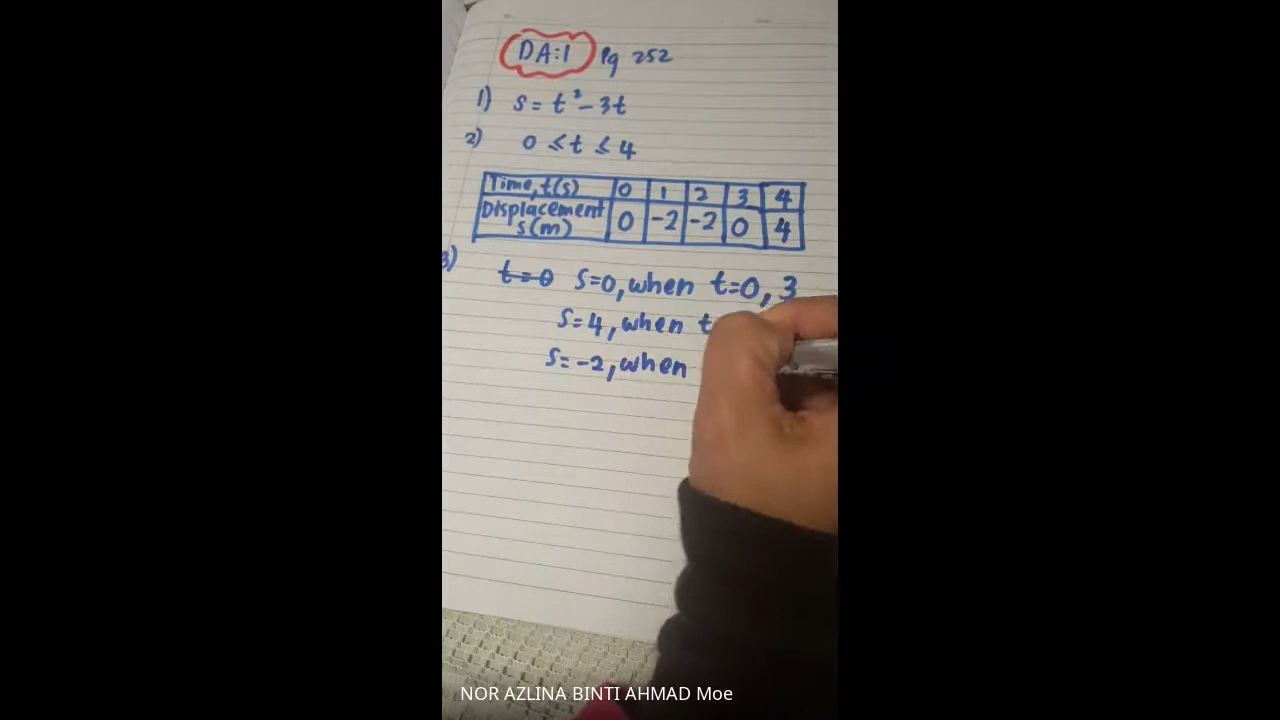 DA:1 Pg 252
1) s = t² - 3t
2) 0 ≤ t ≤ 4
Time, t(s) 0 1 2 3 4
Displacement s(m) 0 -2 -2 0 4
3) t=0 s=0, when t=0, 3
s=4, when t
s=-2, when
NOR AZLINA BINTI AHMAD Moe